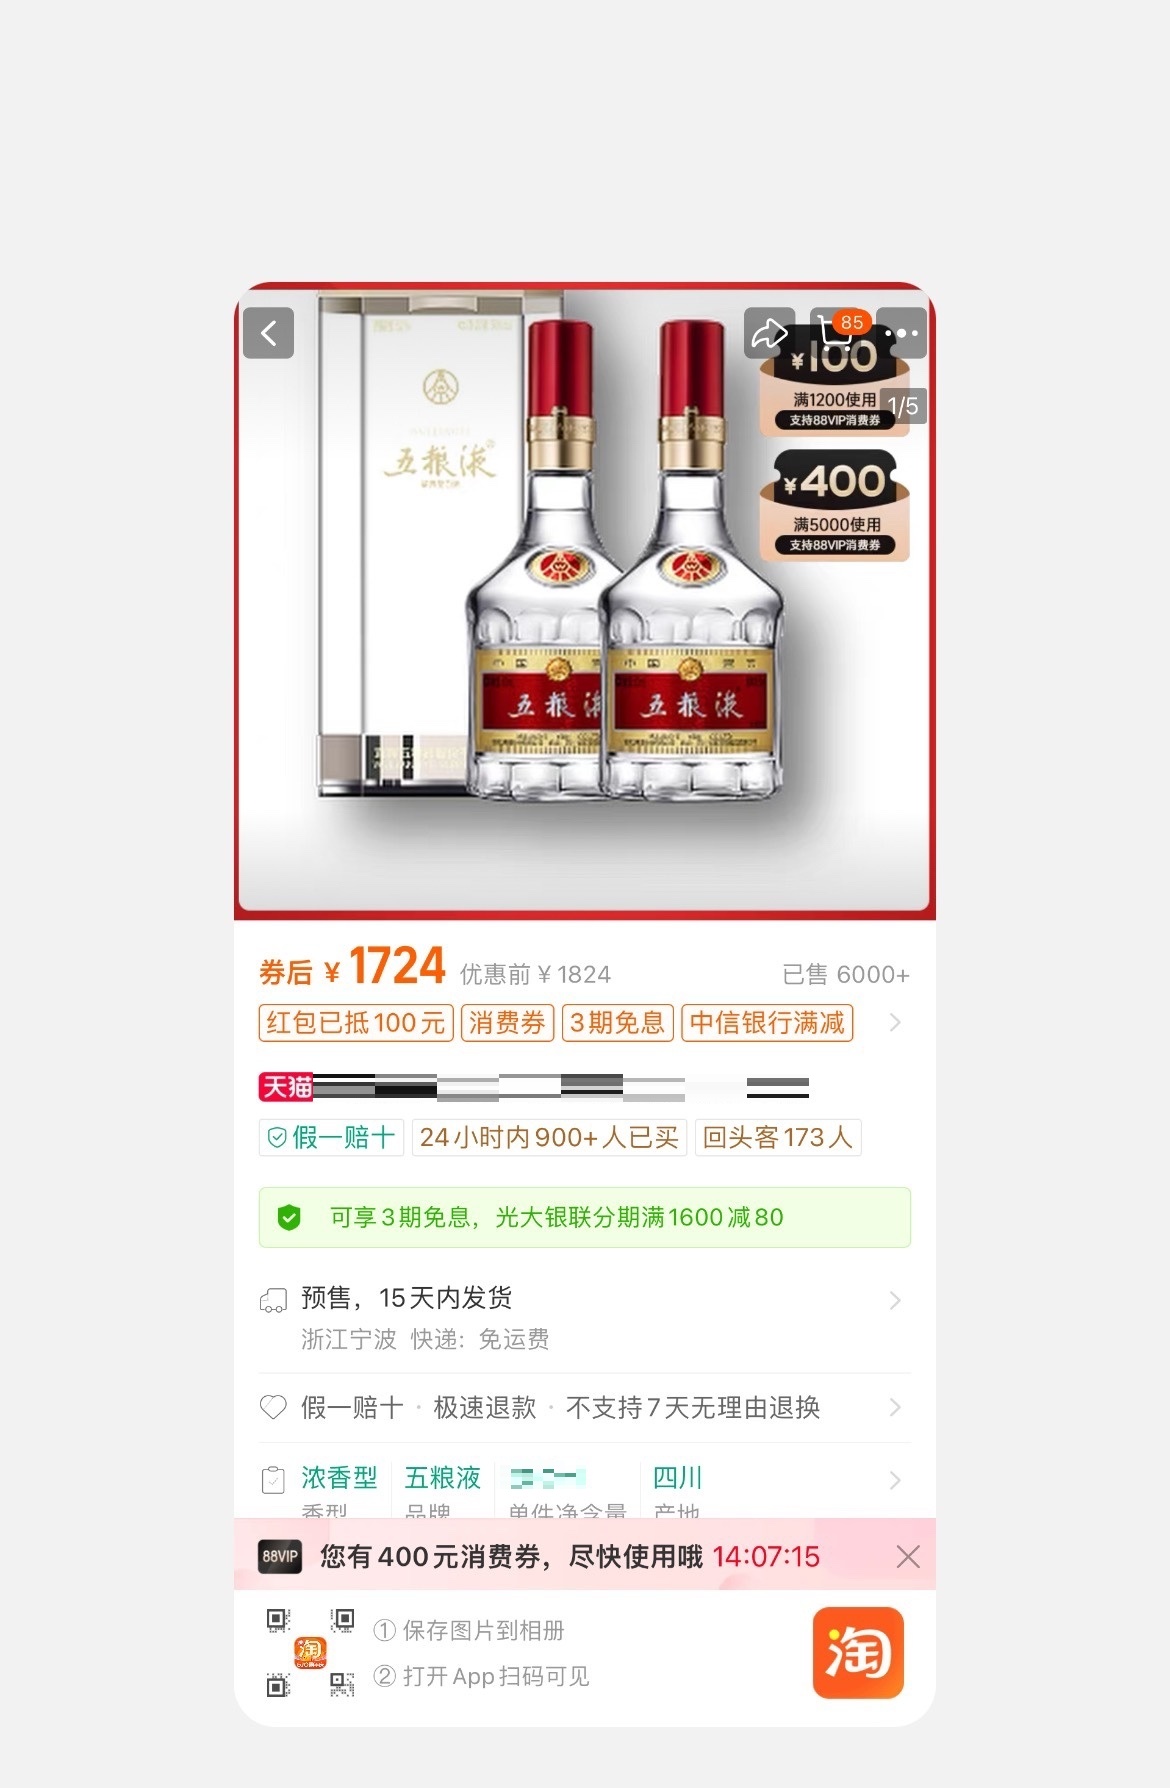 85
¥100
满1200使用
1/5
支持88VIP消费券
¥400
满5000使用
支持88VIP消费券
五粮液
五粮液
五粮液
券后 ¥1724 优惠前 ¥1824 已售 6000+
红包已抵100元 消费券 3期免息 中信银行满减
天猫
假一赔十 24小时内900+人已买 回头客173人
可享3期免息，光大银联分期满1600减80
预售，15天内发货
浙江宁波 快递：免运费
假一赔十 · 极速退款 · 不支持7天无理由退换
浓香型 五粮液 四川
香型 品牌 单件净含量 产地
88VIP 您有400元消费券，尽快使用哦 14:07:15
① 保存图片到相册
淘
② 打开App扫码可见
淘